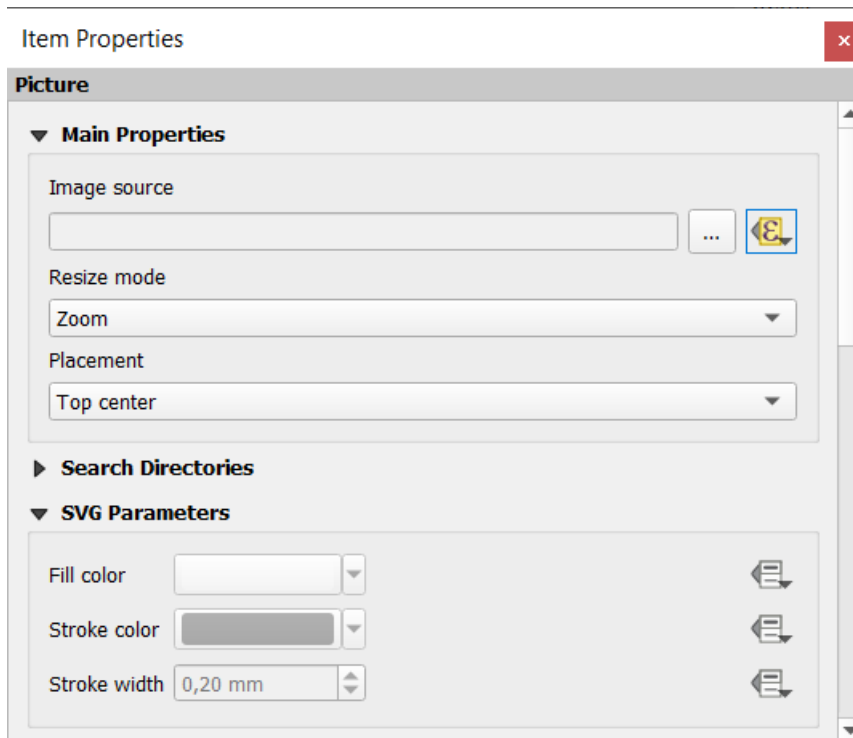 Item Properties
Picture
Main Properties
Image source
...
ε
Resize mode
Zoom
Placement
Top center
Search Directories
SVG Parameters
Fill color
Stroke color
Stroke width 0,20 mm